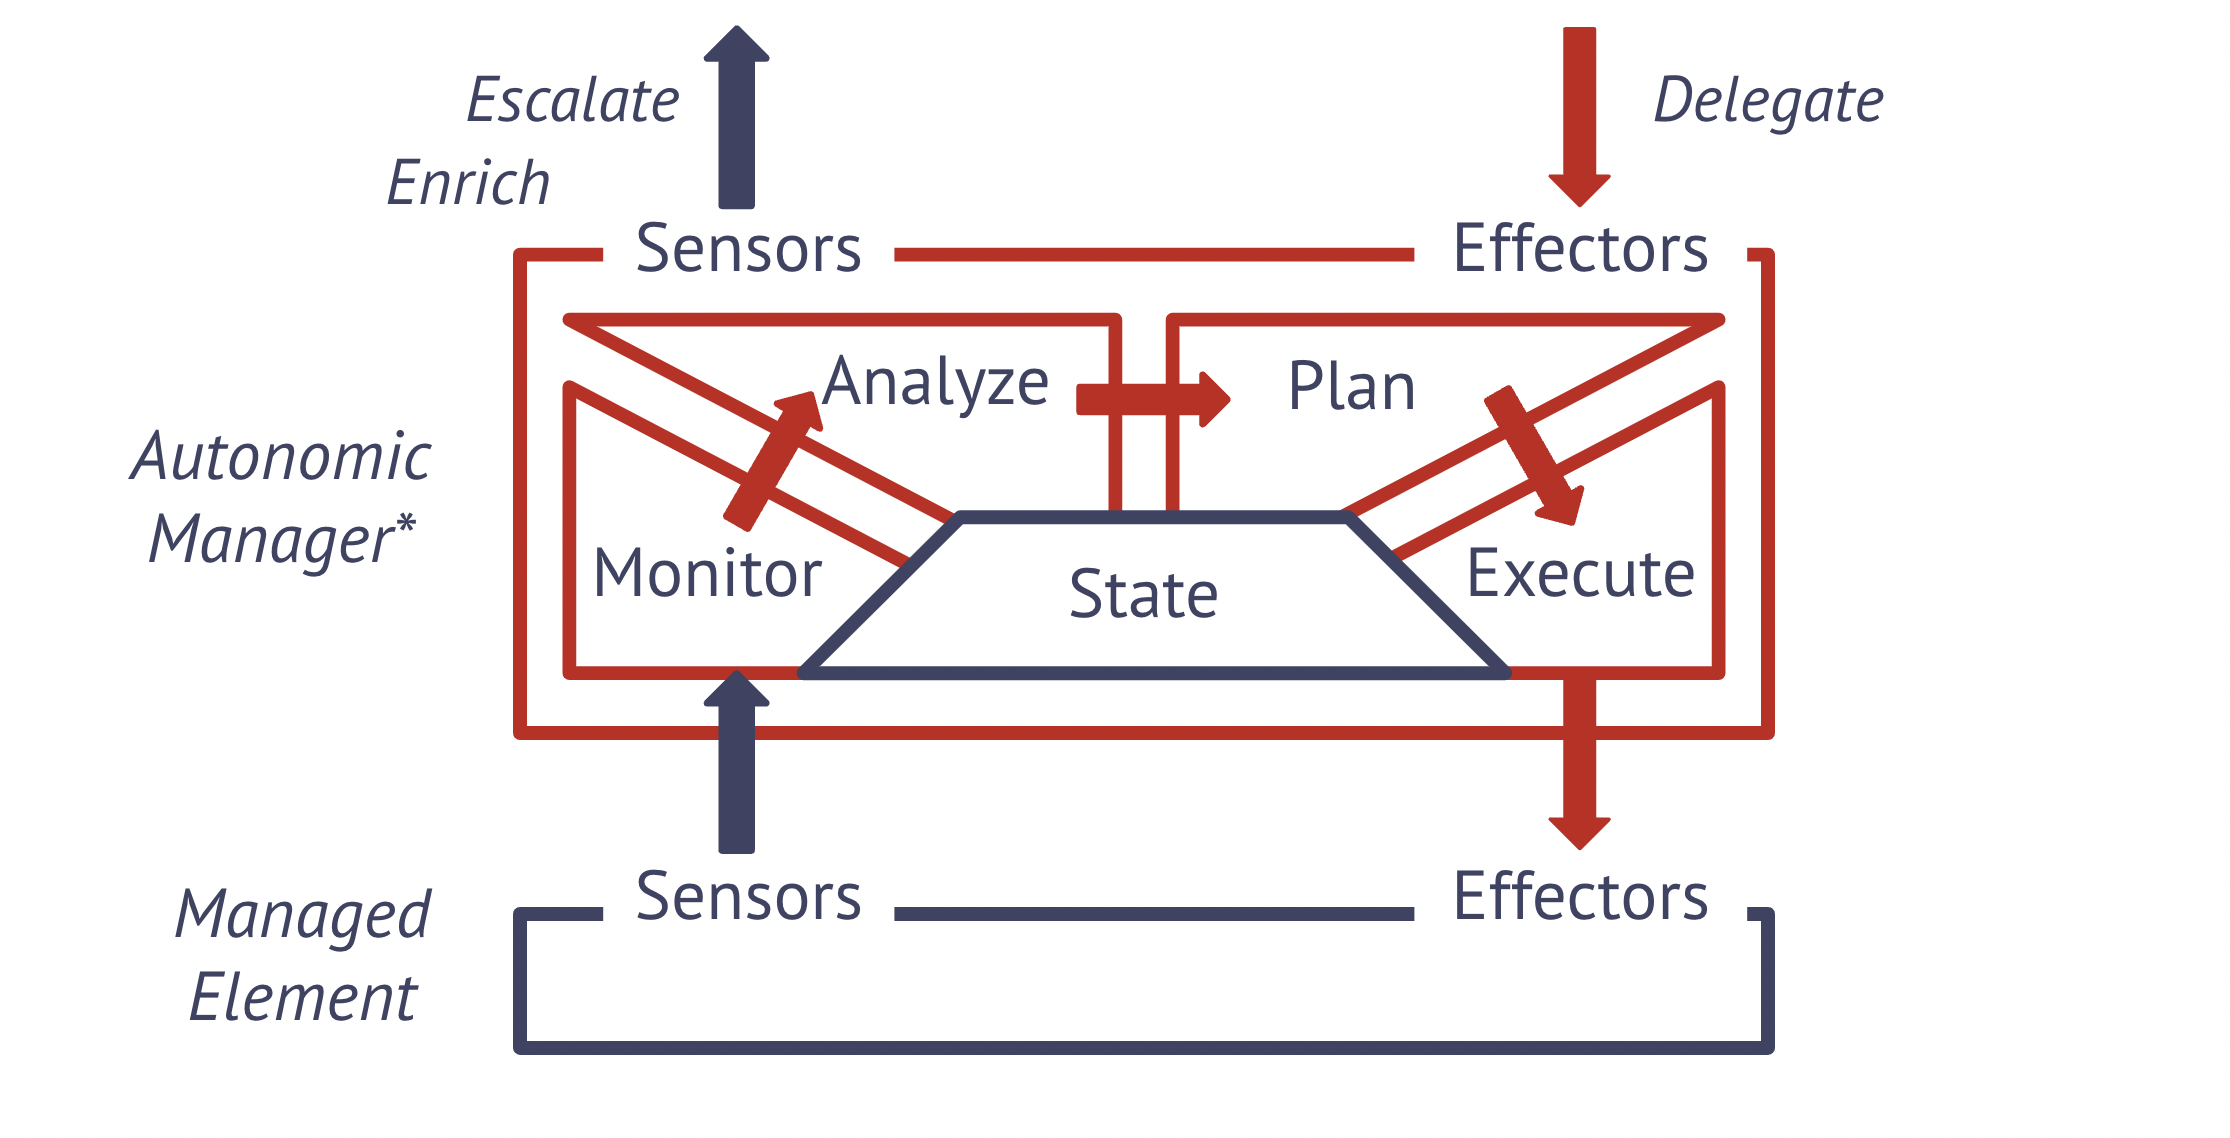 Escalate
Delegate
Enrich
Sensors
Effectors
Analyze
Plan
Autonomic
Manager*
Monitor
State
Execute
Sensors
Effectors
Managed
Element